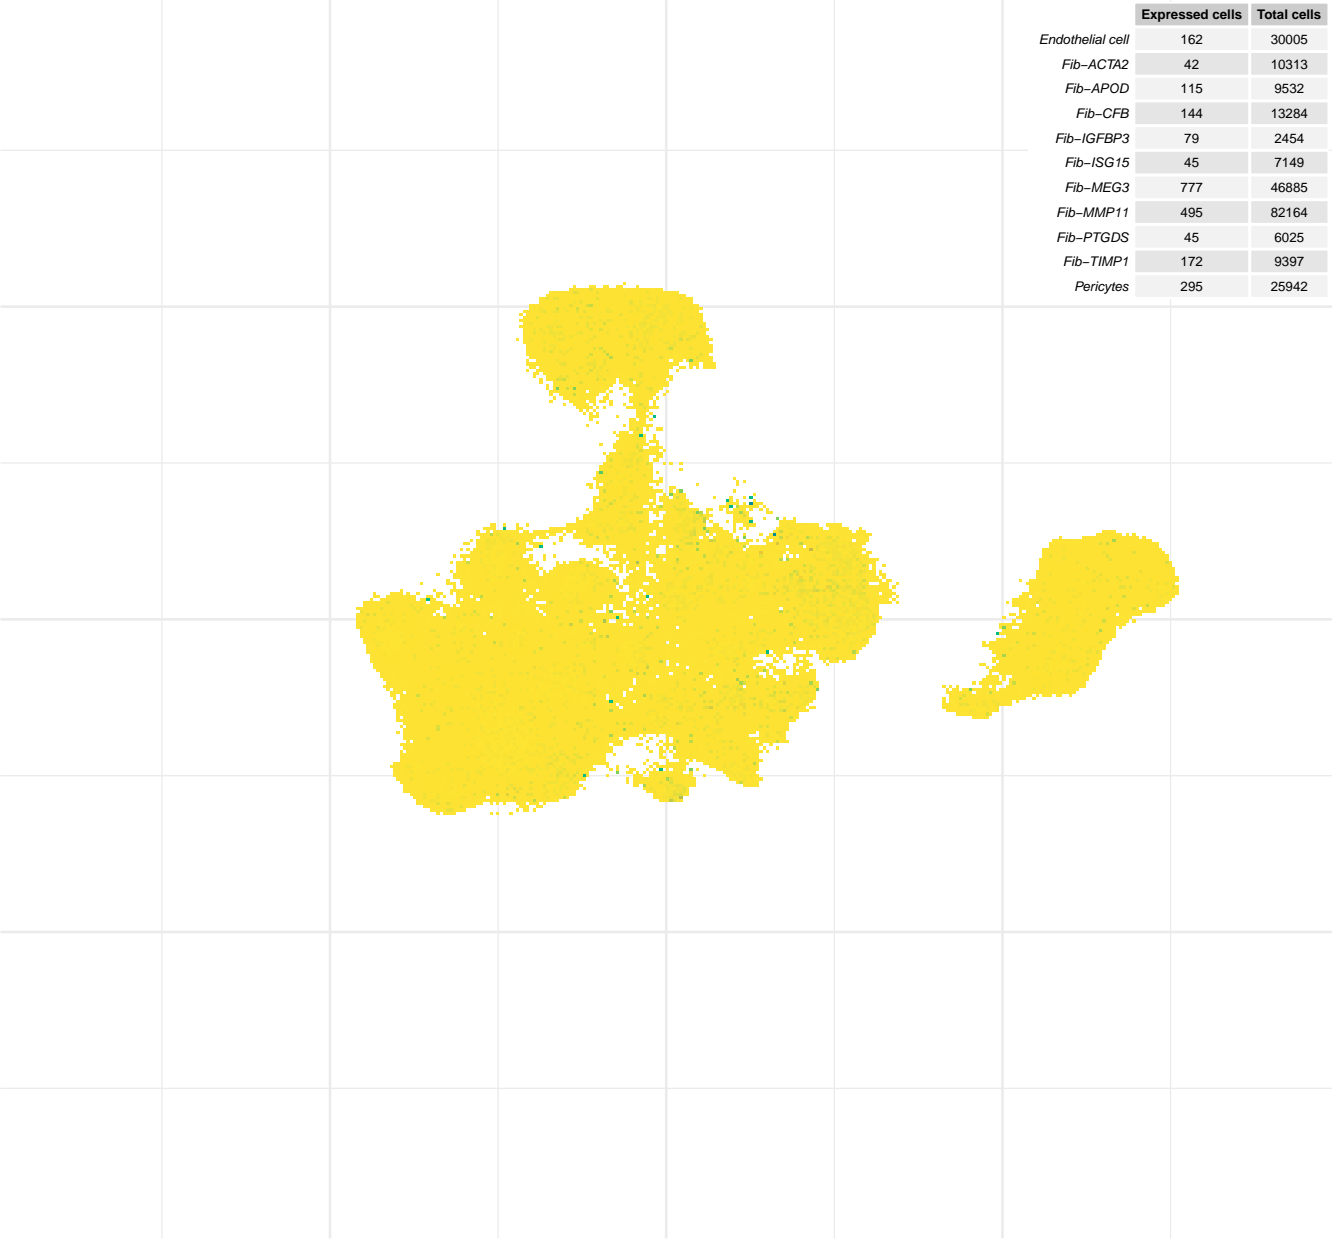 Expressed cells Total cells
Endothelial cell 162 30005
Fib−ACTA2 42 10313
Fib−APOD 115 9532
Fib−CFB 144 13284
Fib−IGFBP3 79 2454
Fib−ISG15 45 7149
Fib−MEG3 777 46885
Fib−MMP11 495 82164
Fib−PTGDS 45 6025
Fib−TIMP1 172 9397
Pericytes 295 25942